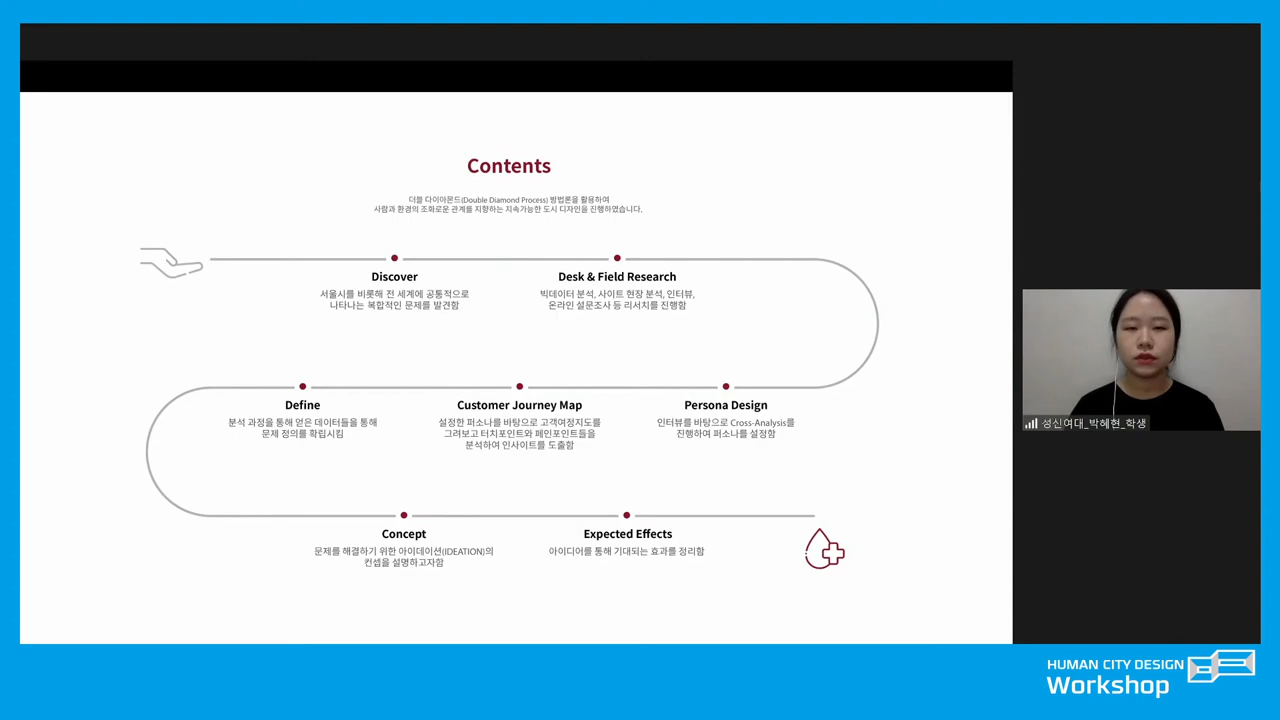 Contents
더블 다이아몬드(Double Diamond Process) 방법론을 활용하여
사람과 환경의 조화로운 관계를 지향하는 지속가능한 도시 디자인을 진행하였습니다.
Discover
서울시를 비롯해 전 세계에 공통적으로
나타나는 복합적인 문제를 발견함
Desk & Field Research
빅데이터 분석, 사이트 현장 분석, 인터뷰,
온라인 설문조사 등 리서치를 진행함
Define
분석 과정을 통해 얻은 데이터들을 통해
문제 정의를 확립시킴
Customer Journey Map
설정한 퍼소나를 바탕으로 고객여정지도를
그려보고 터치포인트와 페인포인트들을
분석하여 인사이트를 도출함
Persona Design
인터뷰를 바탕으로 Cross-Analysis를
진행하여 퍼소나를 설정함
Concept
문제를 해결하기 위한 아이데이션(IDEATION)의
컨셉을 설명하고자함
Expected Effects
아이디어를 통해 기대되는 효과를 정리함
성신여대_박혜현_학생
HUMAN CITY DESIGN
Workshop